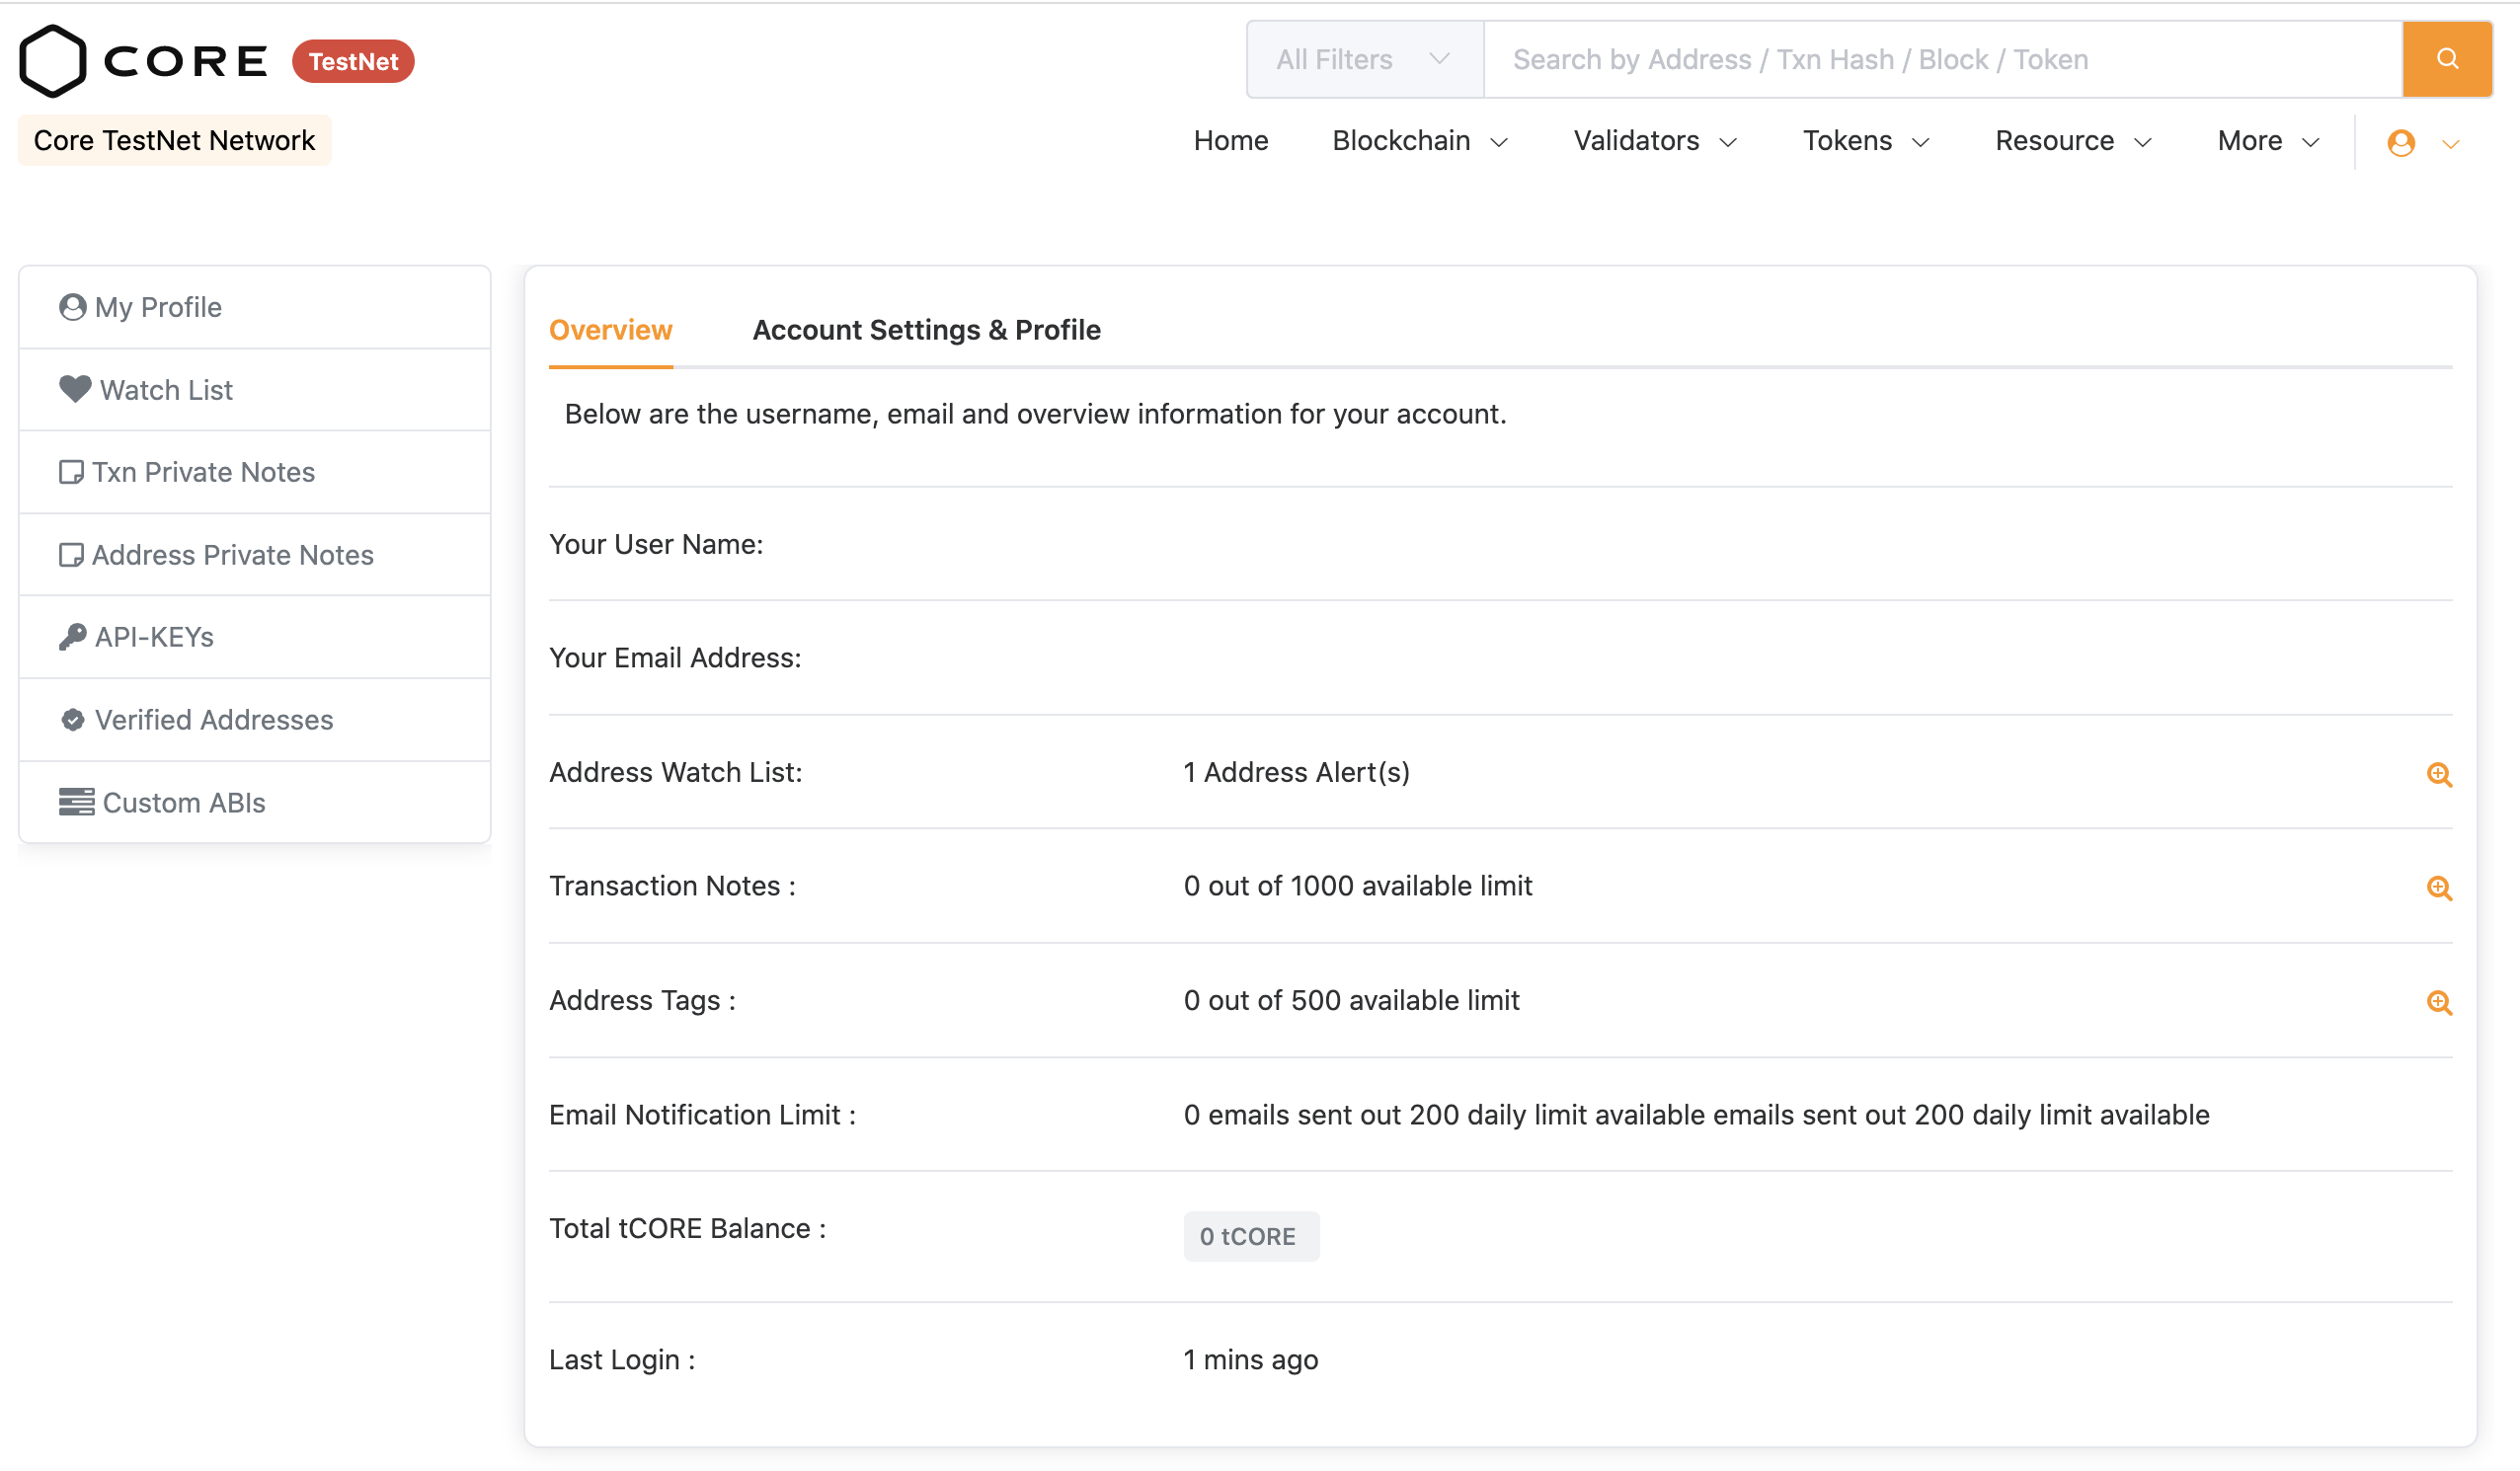 CORE TestNet
All Filters
Search by Address / Txn Hash / Block / Token
Core TestNet Network
Home
Blockchain
Validators
Tokens
Resource
More
My Profile
Watch List
Txn Private Notes
Address Private Notes
API-KEYs
Verified Addresses
Custom ABIs
Overview
Account Settings & Profile
Below are the username, email and overview information for your account.
Your User Name:
Your Email Address:
Address Watch List: 1 Address Alert(s)
Transaction Notes : 0 out of 1000 available limit
Address Tags : 0 out of 500 available limit
Email Notification Limit : 0 emails sent out 200 daily limit available emails sent out 200 daily limit available
Total tCORE Balance : 0 tCORE
Last Login : 1 mins ago